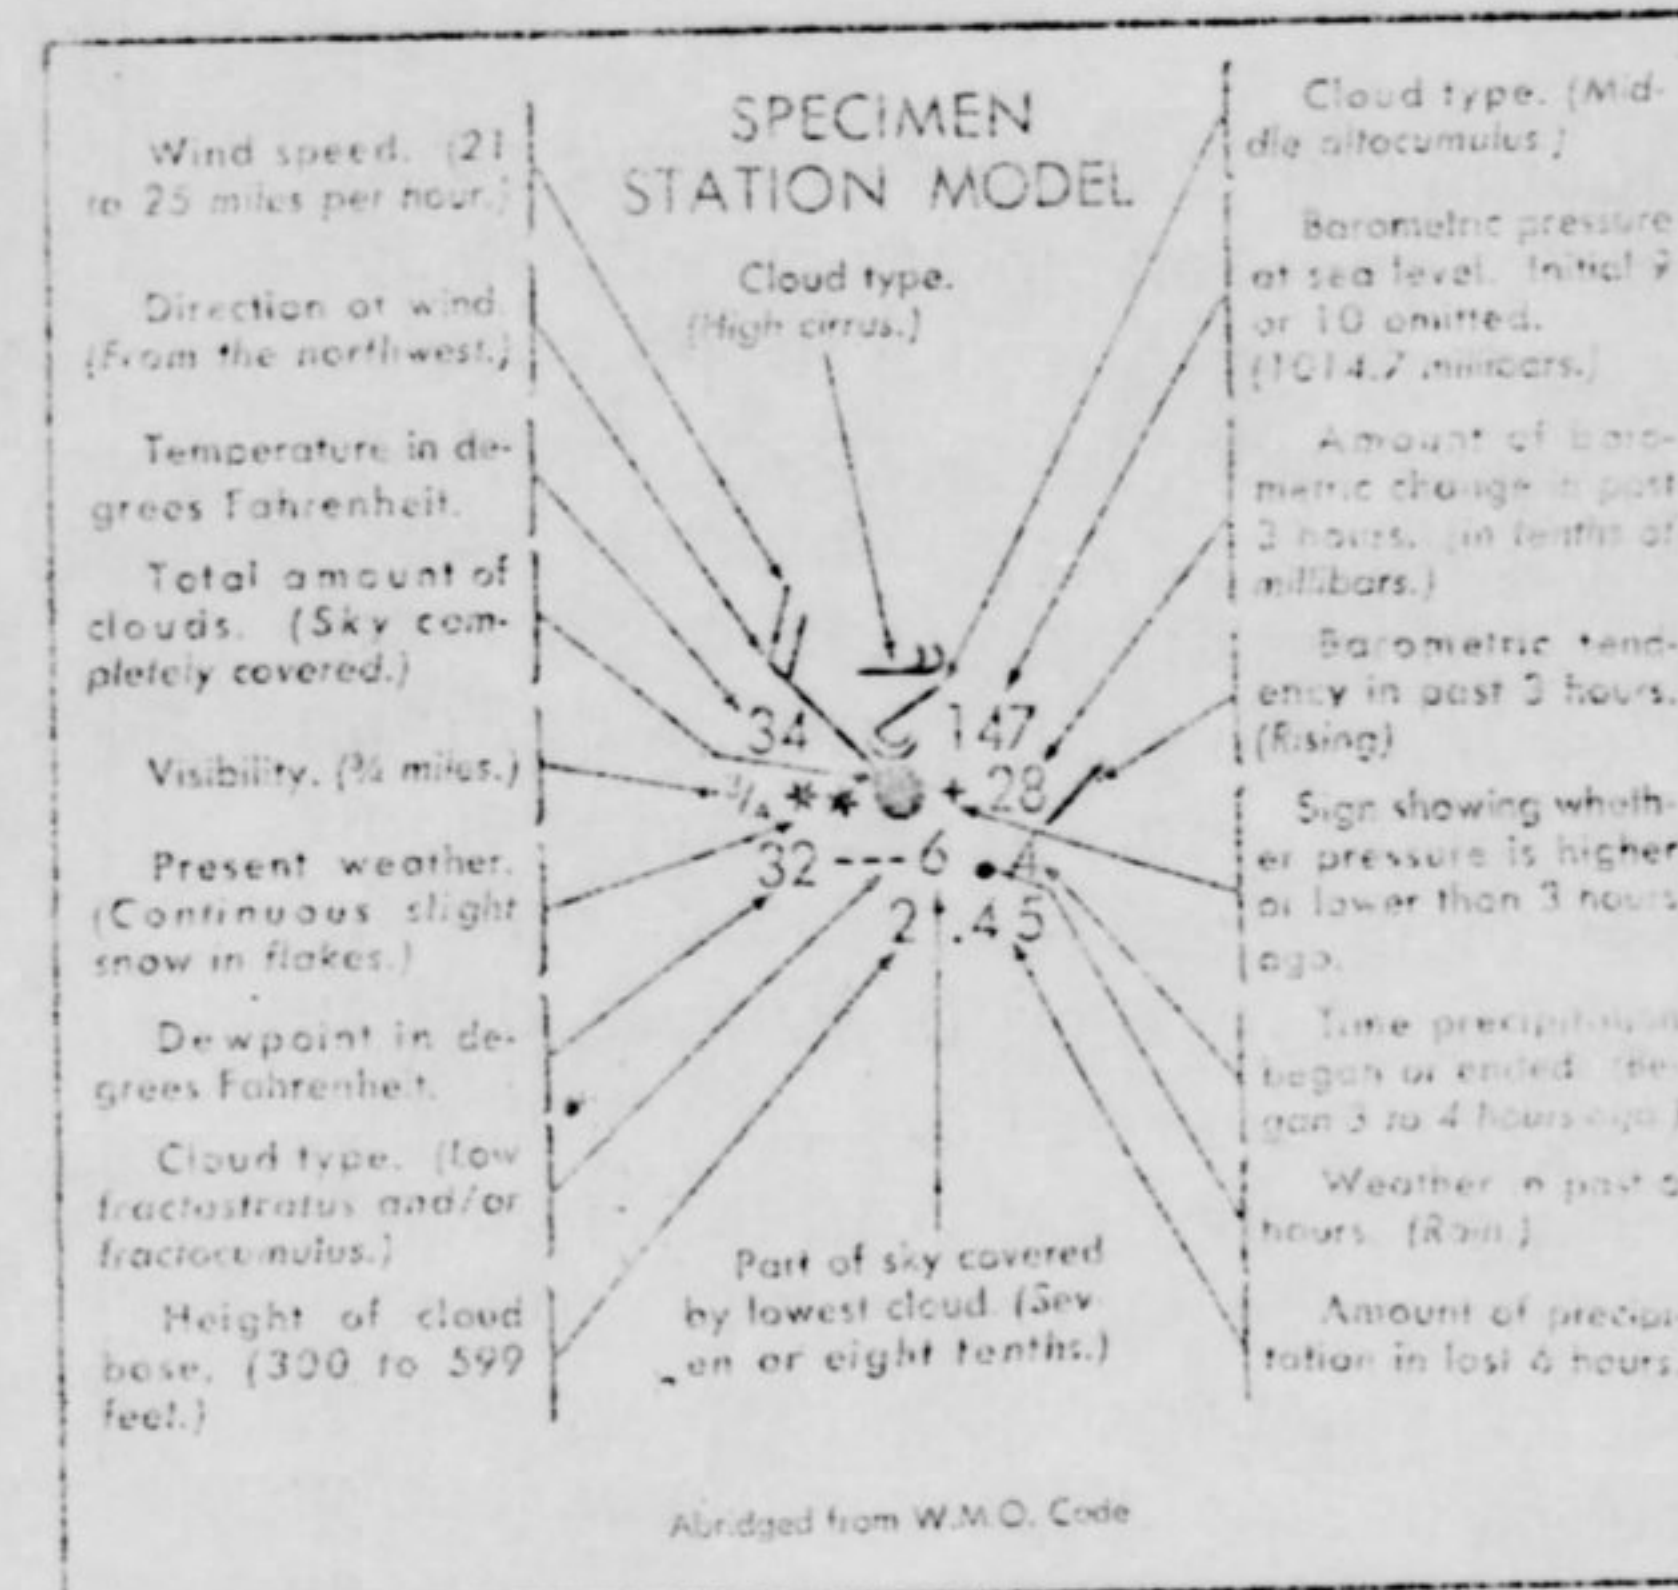 SPECIMEN
STATION MODEL
Wind speed. (21
to 25 miles per hour.)
Direction of wind.
(From the northwest.)
Temperature in de-
grees Fahrenheit.
Total amount of
clouds. (Sky com-
pletely covered.)
Visibility. (¾ miles.)
Present weather.
(Continuous slight
snow in flakes.)
Dewpoint in de-
grees Fahrenheit.
Cloud type. (Low
fractostratus and/or
fractocumulus.)
Height of cloud
base. (300 to 599
feet.)
Cloud type.
(High cirrus.)
34 147
3/4 + 28
32 --- 6 4
2 .45
Part of sky covered
by lowest cloud. (Sev-
en or eight tenths.)
Cloud type. (Mid-
dle altocumulus.)
Barometric pressure
at sea level. Initial 9
or 10 omitted.
(1014.7 millibars.)
Amount of baro-
metric change in past
3 hours. (in tenths of
millibars.)
Barometric tend-
ency in past 3 hours.
(Rising)
Sign showing wheth-
er pressure is higher
or lower than 3 hours
ago.
Time precipitation
began or ended. (Be-
gan 3 to 4 hours ago.)
Weather in past 6
hours. (Rain.)
Amount of precipi-
tation in last 6 hours
Abridged from W.M.O. Code